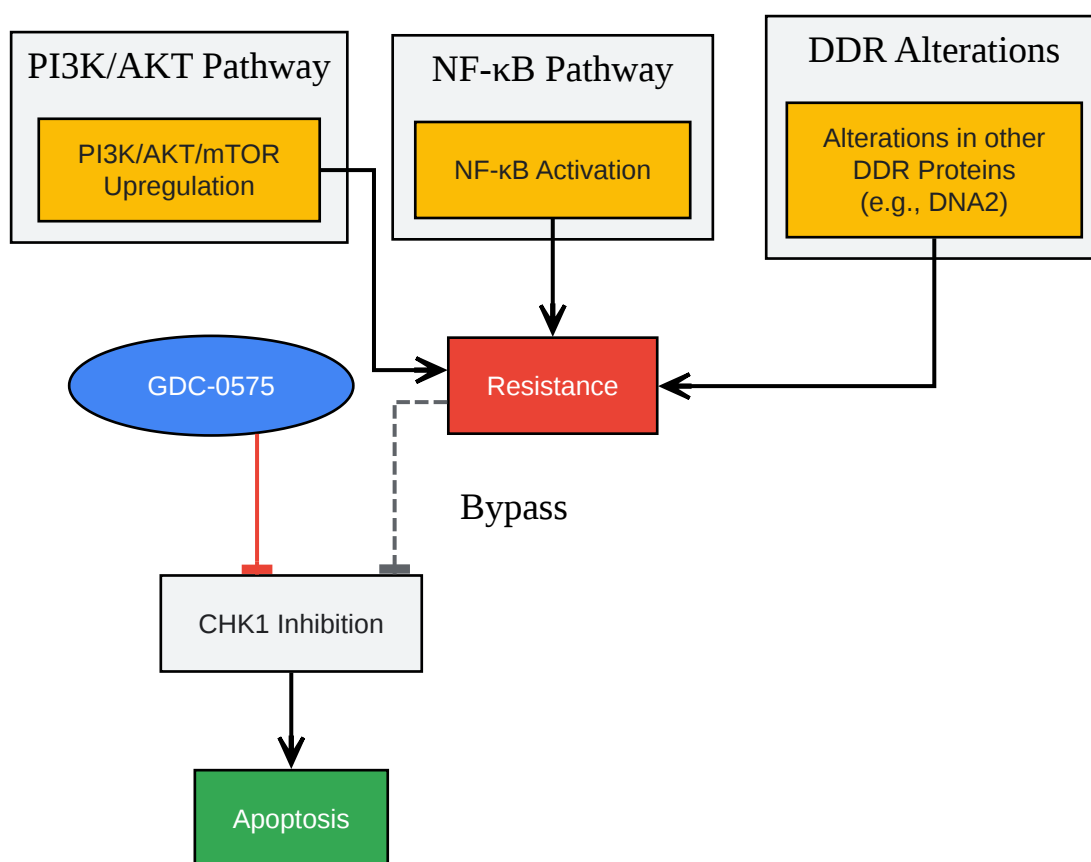 PI3K/AKT Pathway
PI3K/AKT/mTOR
Upregulation
NF-κB Pathway
NF-κB Activation
DDR Alterations
Alterations in other
DDR Proteins
(e.g., DNA2)
GDC-0575
Resistance
Bypass
CHK1 Inhibition
Apoptosis